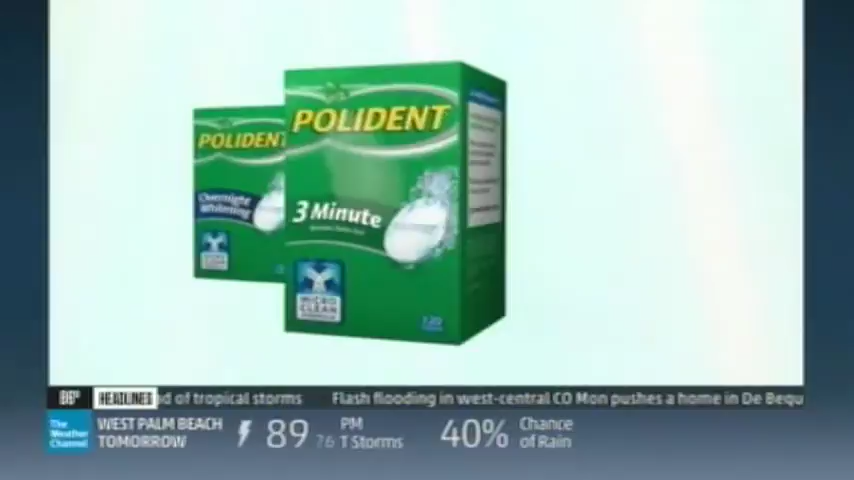 POLIDENT
Overnight
Whitening
POLIDENT
3 Minute
MICRO
CLEAN
120
86°
HEADLINES
d of tropical storms
Flash flooding in west-central CO Mon pushes a home in De Bequ
The
Weather
Channel
WEST PALM BEACH
TOMORROW
89
76
PM
T Storms
40%
Chance
of Rain